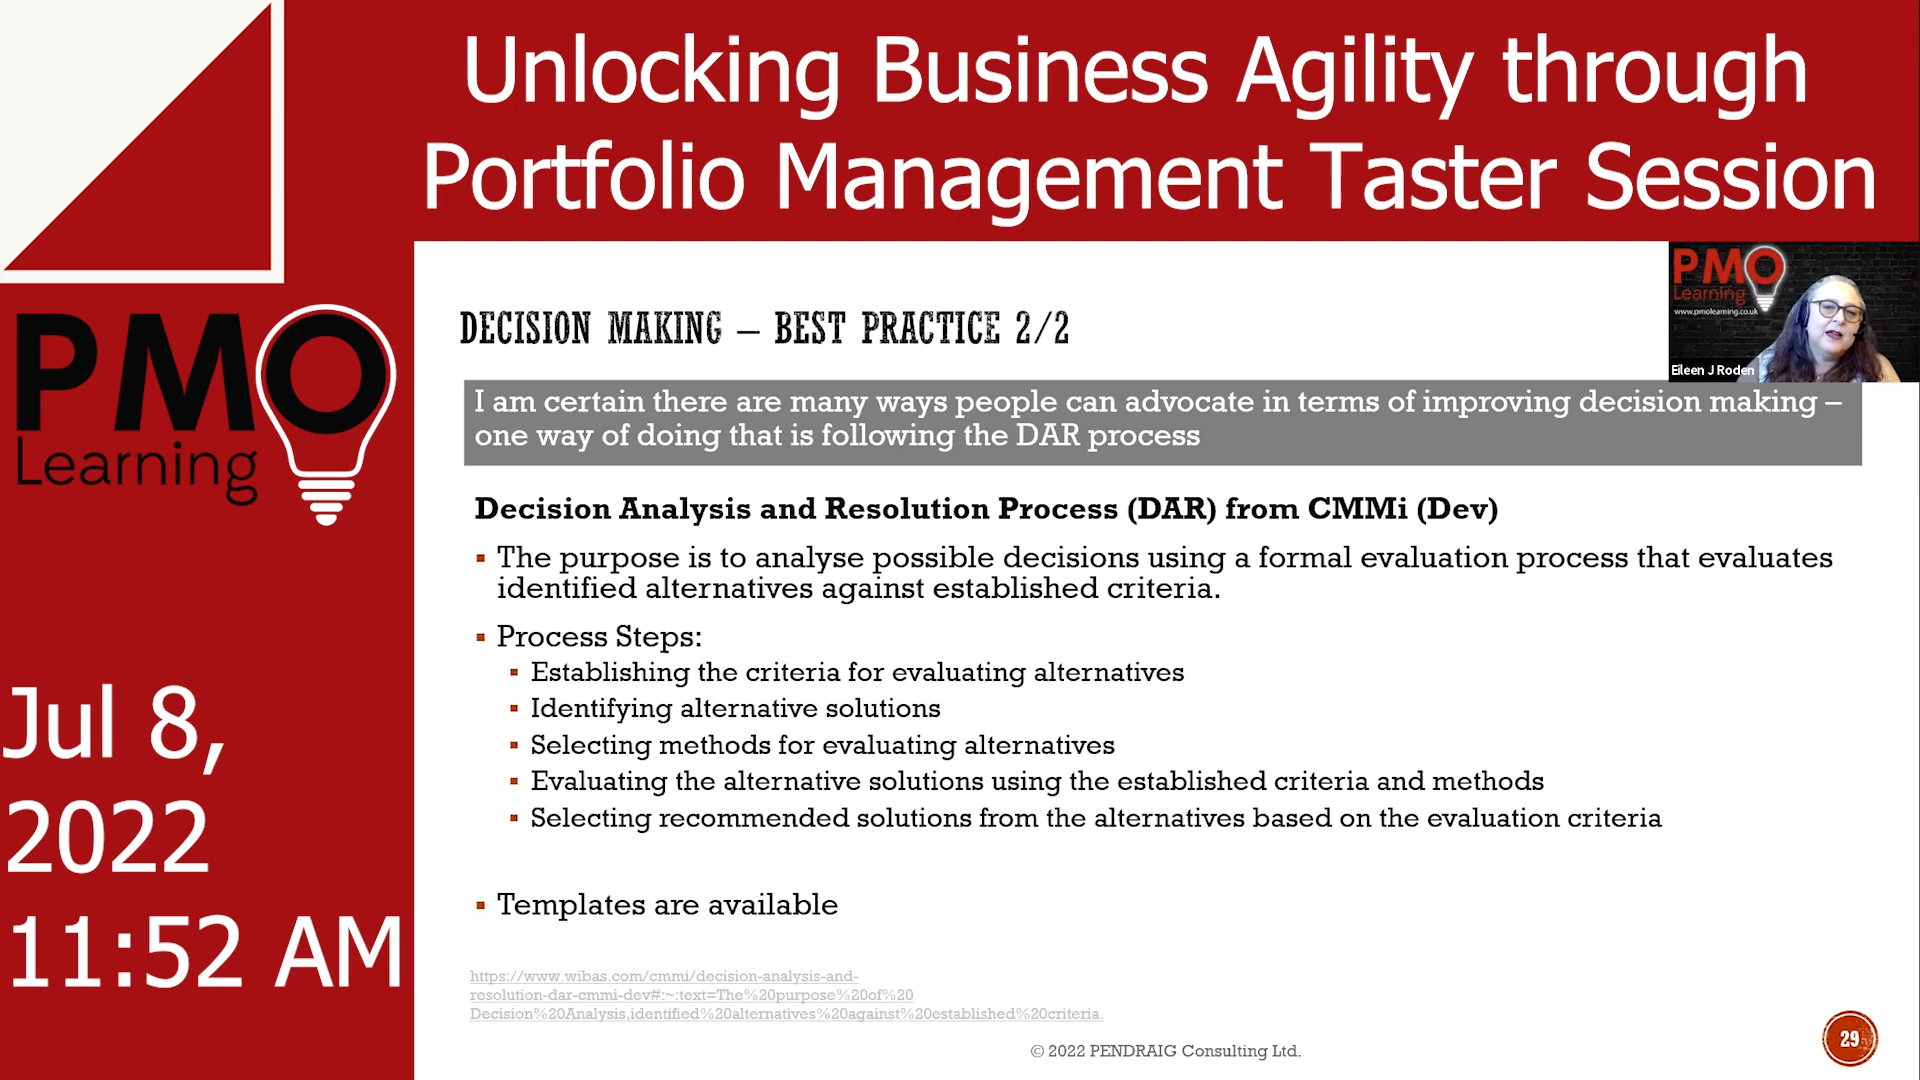 Unlocking Business Agility through
Portfolio Management Taster Session
PMO
Learning
Jul 8,
2022
11:52 AM
PMO
Learning
www.pmolearning.co.uk
Eileen J Roden
DECISION MAKING – BEST PRACTICE 2/2
I am certain there are many ways people can advocate in terms of improving decision making –
one way of doing that is following the DAR process
Decision Analysis and Resolution Process (DAR) from CMMi (Dev)
▪ The purpose is to analyse possible decisions using a formal evaluation process that evaluates
identified alternatives against established criteria.
▪ Process Steps:
▪ Establishing the criteria for evaluating alternatives
▪ Identifying alternative solutions
▪ Selecting methods for evaluating alternatives
▪ Evaluating the alternative solutions using the established criteria and methods
▪ Selecting recommended solutions from the alternatives based on the evaluation criteria
▪ Templates are available
https://www.wibas.com/cmmi/decision-analysis-and-
resolution-dar-cmmi-dev#:~:text=The%20purpose%20of%20
Decision%20Analysis,identified%20alternatives%20against%20established%20criteria.
© 2022 PENDRAIG Consulting Ltd.
29